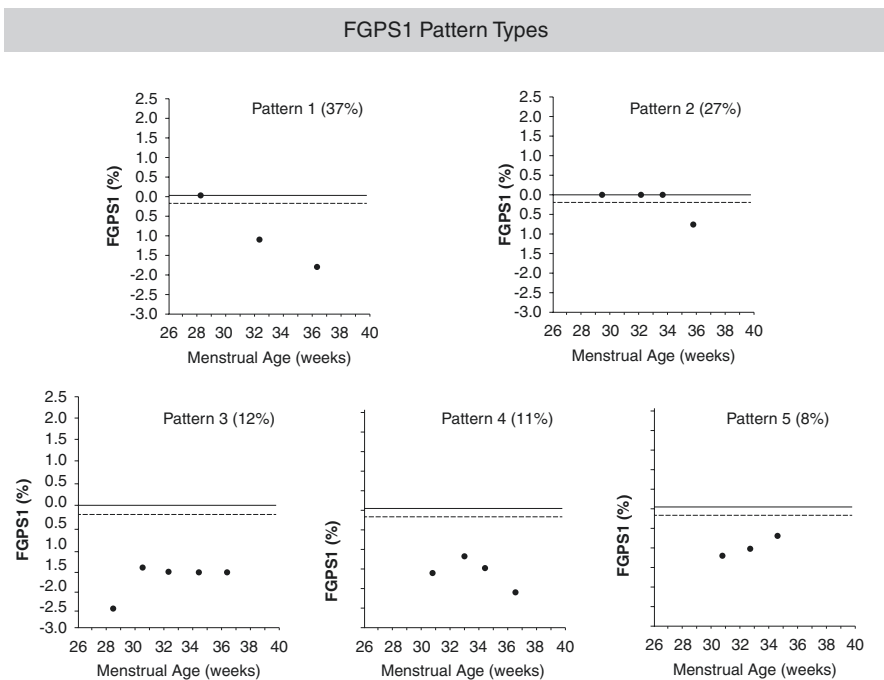 FGPS1 Pattern Types
Pattern 1 (37%)
FGPS1 (%)
2.5
2.0
1.5
1.0
0.5
0.0
0.5
1.0
1.5
-2.0
-2.5
-3.0
26 28 30 32 34 36 38 40
Menstrual Age (weeks)
Pattern 2 (27%)
FGPS1 (%)
2.5
2.0
1.5
1.0
0.5
0.0
0.5
1.0
1.5
-2.0
-2.5
-3.0
26 28 30 32 34 36 38 40
Menstrual Age (weeks)
Pattern 3 (12%)
FGPS1 (%)
2.5
2.0
1.5
1.0
0.5
0.0
0.5
1.0
1.5
-2.0
-2.5
-3.0
26 28 30 32 34 36 38 40
Menstrual Age (weeks)
Pattern 4 (11%)
FGPS1 (%)
26 28 30 32 34 36 38 40
Menstrual Age (weeks)
Pattern 5 (8%)
FGPS1 (%)
26 28 30 32 34 36 38 40
Menstrual Age (weeks)